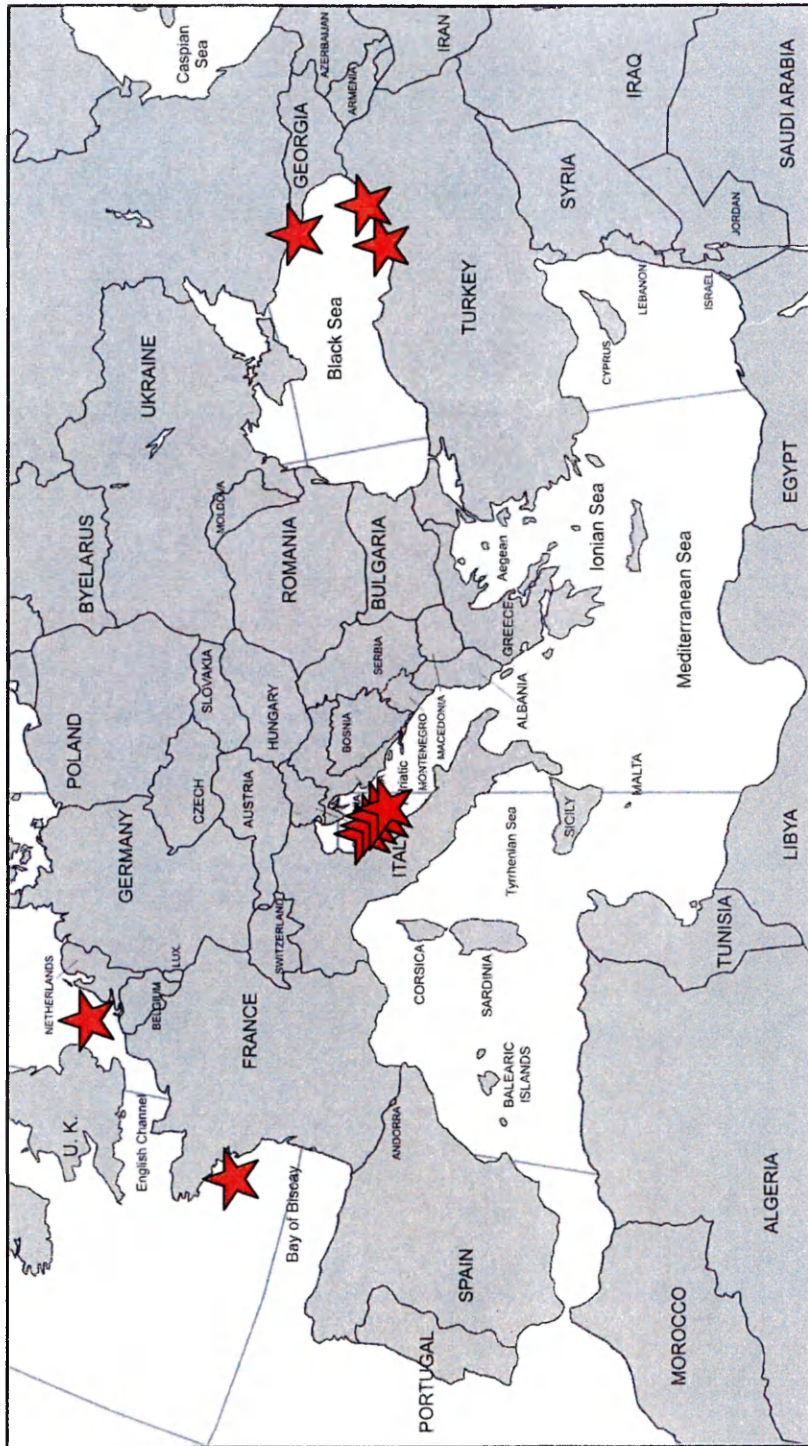 Caspian
Sea
AZERBAIJAN
ARMENIA
IRAN
GEORGIA
IRAQ
SAUDI ARABIA
SYRIA
JORDAN
LEBANON
ISRAEL
CYPRUS
TURKEY
Black Sea
UKRAINE
BYELARUS
MOLDOVA
ROMANIA
BULGARIA
Aegean
Ionian Sea
EGYPT
Mediterranean Sea
GREECE
SERBIA
ALBANIA
MACEDONIA
MONTENEGRO
BOSNIA
HUNGARY
SLOVAKIA
POLAND
CZECH
AUSTRIA
riatic
ITAL
SICILY
MALTA
LIBYA
Tyrrhenian Sea
GERMANY
SWITZERLAND
LUX.
BELGIUM
NETHERLANDS
FRANCE
CORSICA
SARDINIA
TUNISIA
BALEARIC
ISLANDS
ANDORRA
U.K.
English Channel
Bay of Biscay
SPAIN
PORTUGAL
ALGERIA
MOROCCO